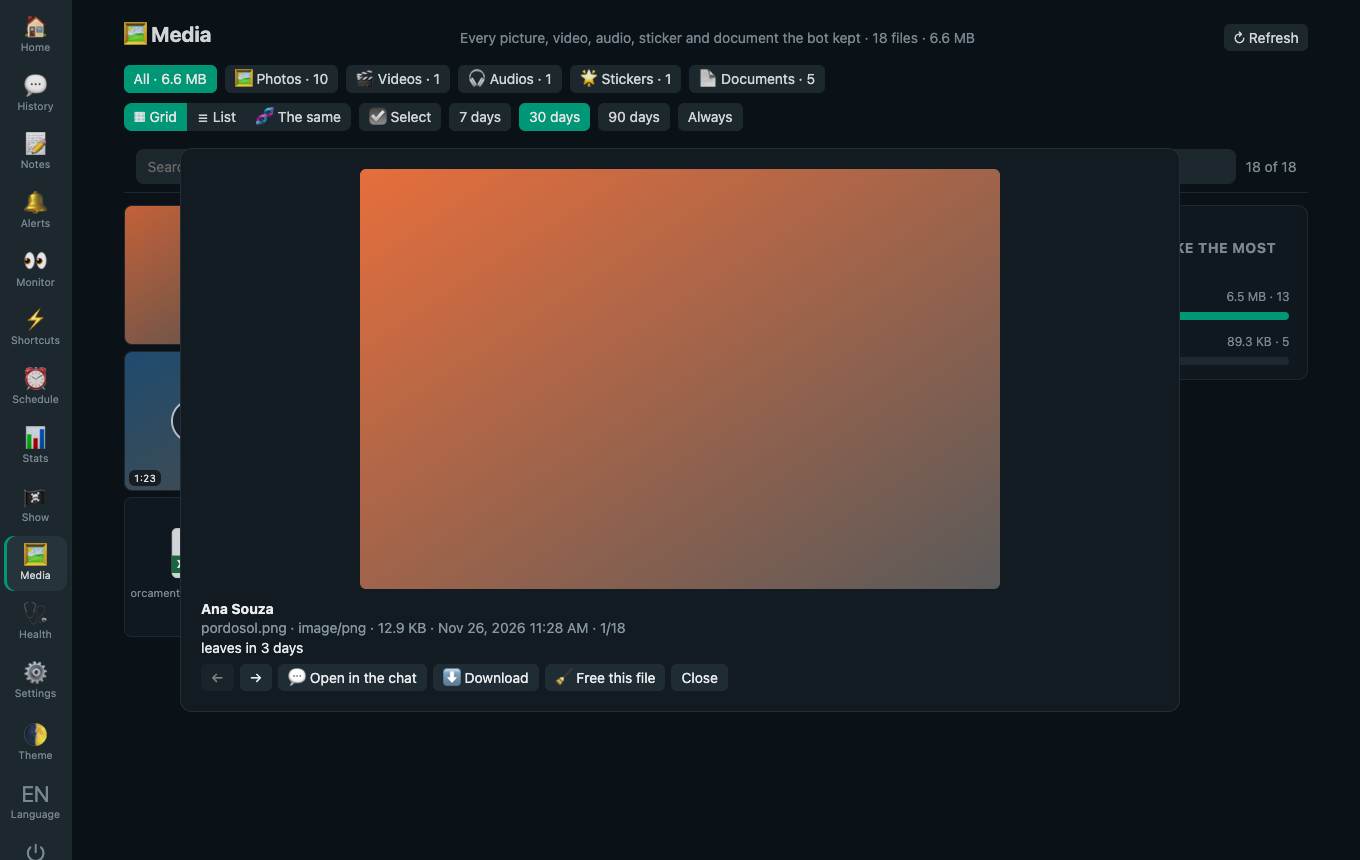 Home
History
Notes
Alerts
Monitor
Shortcuts
Schedule
Stats
Show
Media
Health
Settings
Theme
EN
Language
Media
Every picture, video, audio, sticker and document the bot kept · 18 files · 6.6 MB
Refresh
All · 6.6 MB
Photos · 10
Videos · 1
Audios · 1
Stickers · 1
Documents · 5
Grid
List
The same
Select
7 days
30 days
90 days
Always
18 of 18
KE THE MOST
6.5 MB · 13
89.3 KB · 5
1:23
orcament
Ana Souza
pordosol.png · image/png · 12.9 KB · Nov 26, 2026 11:28 AM · 1/18
leaves in 3 days
← → Open in the chat Download Free this file Close